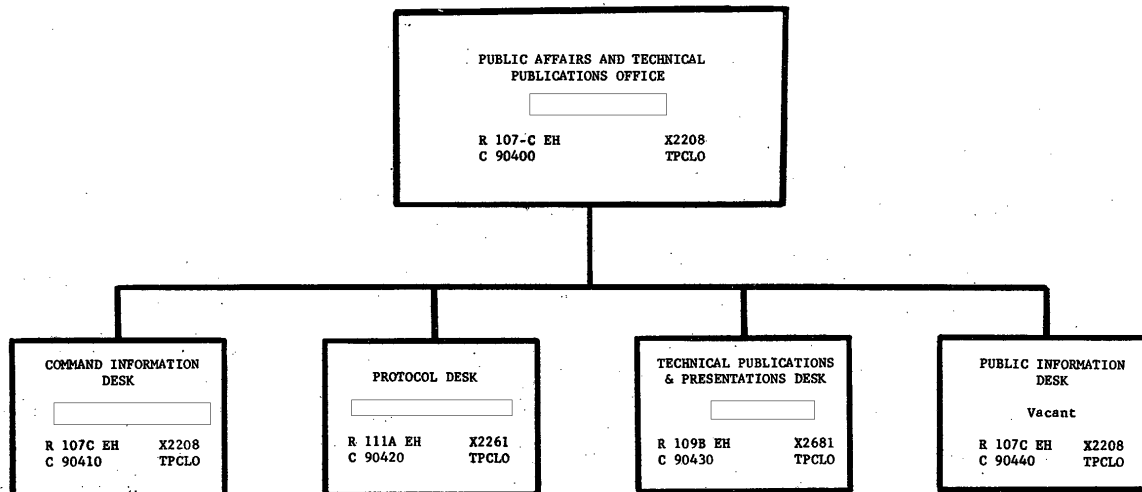 PUBLIC AFFAIRS AND TECHNICAL
PUBLICATIONS OFFICE
R 107-C EH X2208
C 90400 TPCLO
COMMAND INFORMATION
DESK
R 107C EH X2208
C 90410 TPCLO
PROTOCOL DESK
R 111A EH X2261
C 90420 TPCLO
TECHNICAL PUBLICATIONS
& PRESENTATIONS DESK
R 109B EH X2681
C 90430 TPCLO
PUBLIC INFORMATION
DESK
Vacant
R 107C EH X2208
C 90440 TPCLO